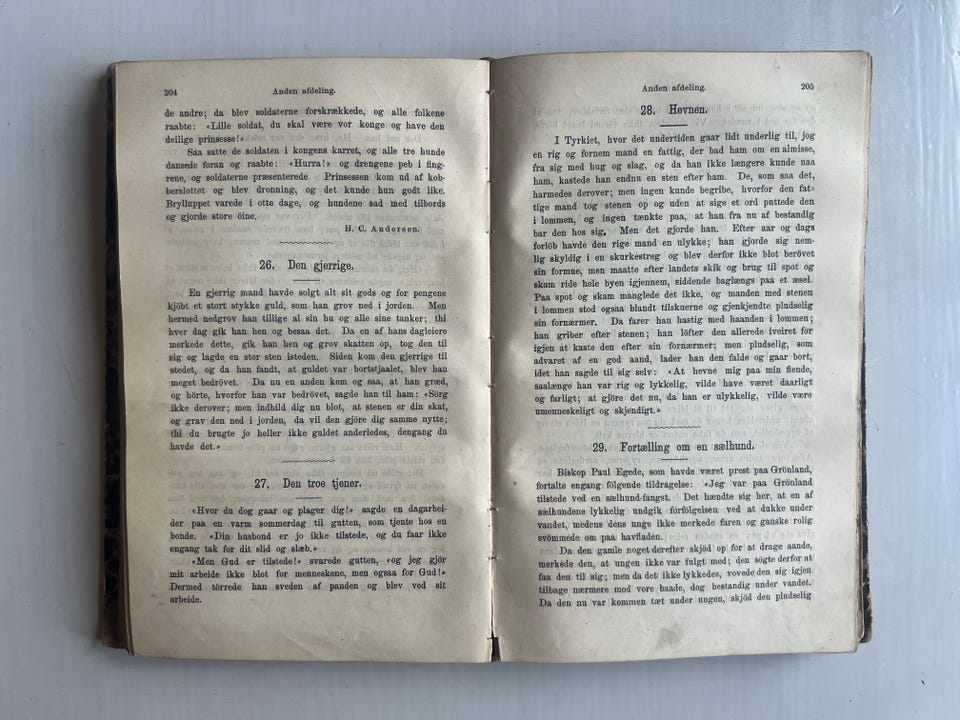 204
Anden afdeling.
de andre; da blev soldaterne forskrækkede, og alle folkene
raabte: «Lille soldat, du skal være vor konge og have den
deilige prinsesse!»
Saa satte de soldaten i kongens karret, og alle tre hunde
dansede foran og raabte: «Hurra!» og drengene peb i fing-
rene, og soldaterne præsenterede. Prinsessen kom ud af kob-
berslottet og blev dronning, og det kunde hun godt like.
Brylluppet varede i otte dage, og hundene sad med tilbords
og gjorde store öine.
H. C. Andersen.
26. Den gjerrige.
En gjerrig mand havde solgt alt sit gods og for pengene
kjöbt et stort stykke guld, som han grov ned i jorden. Men
hermed nedgrov han tillige al sin hu og alle sine tanker; thi
hver dag gik han hen og besaa det. Da en af hans dagleiere
merkede dette, gik han hen og grov skatten op, tog den til
sig og lagde en stor sten isteden. Siden kom den gjerrige til
stedet, og da han fandt, at guldet var bortstjaalet, blev han
meget bedrövet. Da nu en anden kom og saa, at han græd,
og hörte, hvorfor han var bedrövet, sagde han til ham: «Sörg
ikke derover; men indbild dig nu blot, at stenen er din skat,
og grav den ned i jorden, da vil den gjöre dig samme nytte;
thi du brugte jo heller ikke guldet anderledes, dengang du
havde det.»
27. Den troe tjener.
«Hvor du dog gaar og plager dig!» sagde en dagarbei-
der paa en varm sommerdag til gutten, som tjente hos en
bonde. «Din husbond er jo ikke tilstede, og du faar ikke
engang tak for dit slid og slæb.»
«Men Gud er tilstede!» svarede gutten, «og jeg gjör
mit arbeide ikke blot for menneskene, men ogsaa for Gud!»
Dermed törrede han sveden af panden og blev ved sit
arbeide.
Anden afdeling.
205
28. Hevnen.
I Tyrkiet, hvor det undertiden gaar lidt underlig til, jog
en rig og fornem mand en fattig, der bad ham om en almisse,
fra sig med hug og slag, og da han ikke længere kunde naa
ham, kastede han endnu en sten efter ham. De, som saa det,
harmedes derover; men ingen kunde begribe, hvorfor den fat-
tige mand tog stenen op og uden at sige et ord puttede den
i lommen, og ingen tænkte paa, at han fra nu af bestandig
bar den hos sig. Men det gjorde han. Efter aar og dags
forlöb havde den rige mand en ulykke; han gjorde sig nem-
lig skyldig i en skurkestreg og blev derfor ikke blot berövet
sin formue, men maatte efter landets skik og brug til spot og
skam ride hele byen igjennem, siddende baglængs paa et æsel.
Paa spot og skam manglede det ikke, og manden med stenen
i lommen stod ogsaa blandt tilskuerne og gjenkjendte pludselig
sin fornærmer. Da farer han hastig med haanden i lommen;
han griber efter stenen; han löfter den allerede iveiret for
igjen at kaste den efter sin fornærmer; men pludselig, som
advaret af en god aand, lader han den falde og gaar bort,
idet han sagde til sig selv: «At hevne mig paa min fiende,
saalænge han var rig og lykkelig, vilde have været daarligt
og farligt; at gjöre det nu, da han er ulykkelig, vilde være
umenneskeligt og skjendigt.»
29. Fortælling om en sælhund.
Biskop Paul Egede, som havde været prest paa Grönland,
fortalte engang fölgende tildragelse: «Jeg var paa Grönland
tilstede ved en sælhund-fangst. Det hændte sig her, at en af
sælhundene lykkelig undgik forfölgelsen ved at dukke under
vandet, medens dens unge ikke merkede faren og ganske rolig
svömmede om paa havfladen.
Da den gamle noget derefter skjöd op for at drage aande,
merkede den, at ungen ikke var fulgt med; den sögte derfor at
faa den til sig; men da det ikke lykkedes, vovede den sig igjen
tilbage nærmere mod vore baade, dog bestandig under vandet.
Da den nu var kommen tæt under ungen, skjöd den pludselig